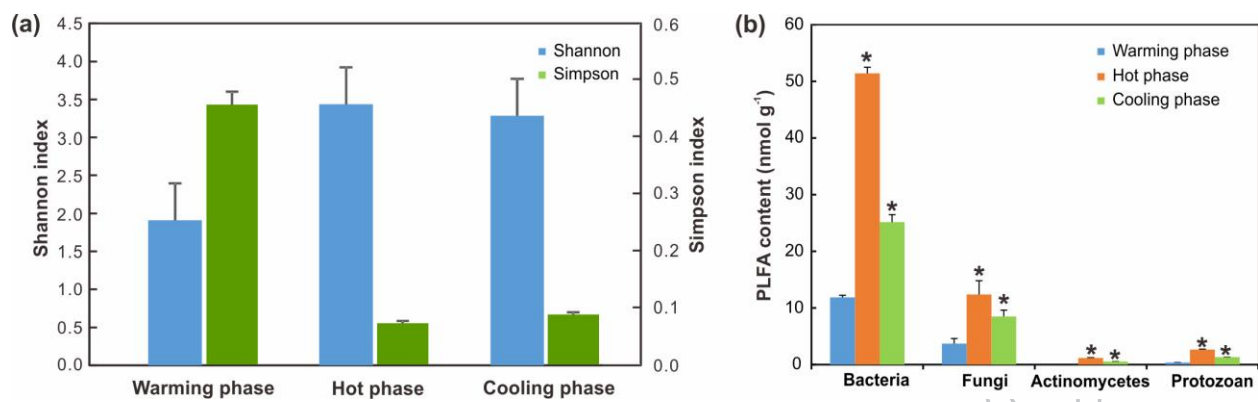 (a)
4.5
4.0
3.5
3.0
2.5
2.0
1.5
1.0
0.5
0.0
Shannon index
Shannon
Simpson
0.6
0.5
0.4
0.3
0.2
0.1
0.0
Simpson index
Warming phase Hot phase Cooling phase
(b)
60
50
40
30
20
10
0
PLFA content (nmol g⁻¹)
Warming phase
Hot phase
Cooling phase
* * * * * * * *
Bacteria Fungi Actinomycetes Protozoan